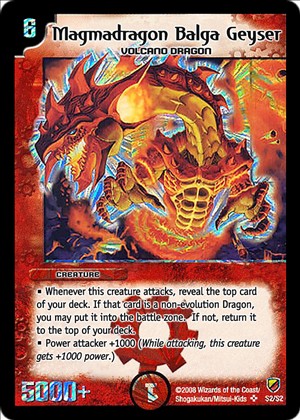 6 Magmadragon Balga Geyser
VOLCANO DRAGON
CREATURE
▪ Whenever this creature attacks, reveal the top card
of your deck. If that card is a non-evolution Dragon,
you may put it into the battle zone. If not, return it
to the top of deck.
▪ Power attacker +1000 (While attacking, this creature
gets +1000 power.)
5000+
1
©2008 Wizards of the Coast/
Shogakukan/Mitsui-Kids S2/S2